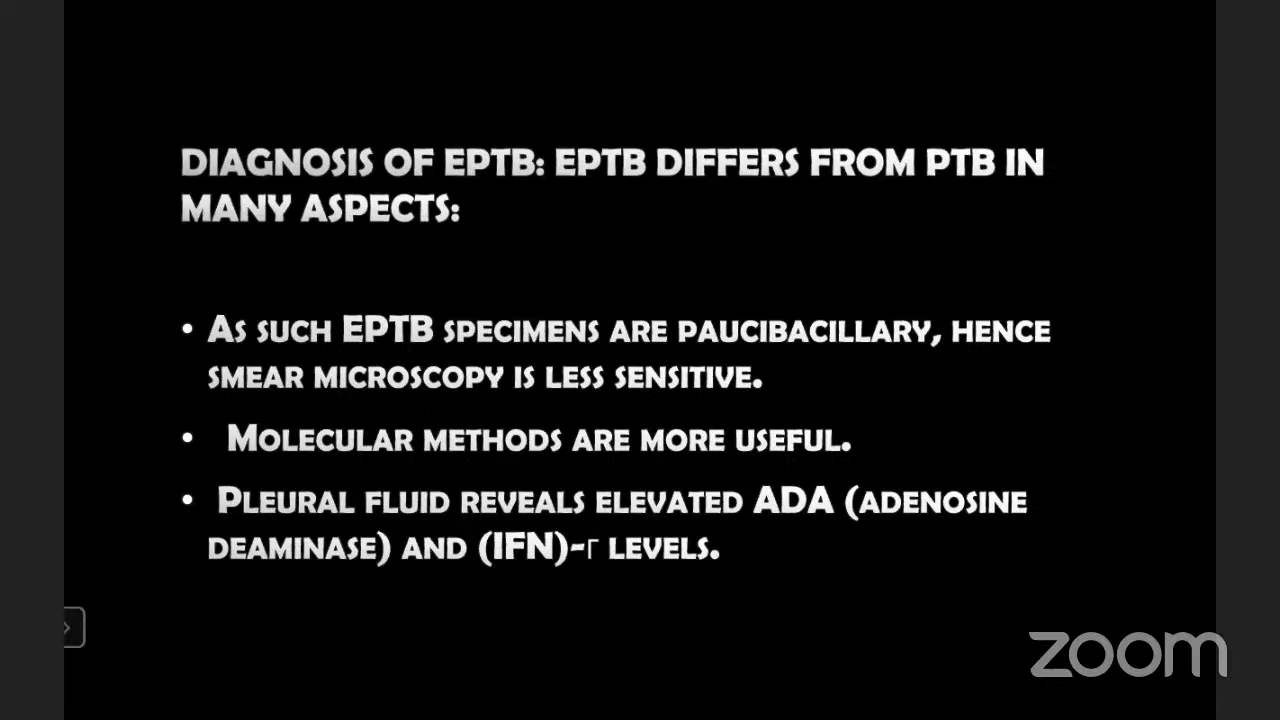 DIAGNOSIS OF EPTB: EPTB DIFFERS FROM PTB IN
MANY ASPECTS:
• AS SUCH EPTB SPECIMENS ARE PAUCIBACILLARY, HENCE
SMEAR MICROSCOPY IS LESS SENSITIVE.
• MOLECULAR METHODS ARE MORE USEFUL.
• PLEURAL FLUID REVEALS ELEVATED ADA (ADENOSINE
DEAMINASE) AND (IFN)-Γ LEVELS.
zoom